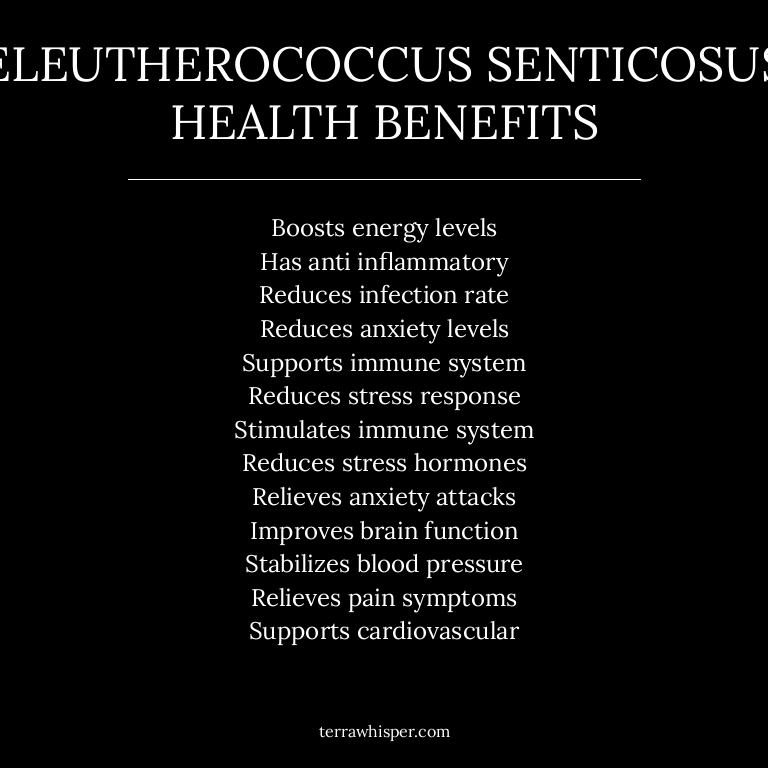 ELEUTHEROCOCCUS SENTICOSUS
HEALTH BENEFITS
Boosts energy levels
Has anti inflammatory
Reduces infection rate
Reduces anxiety levels
Supports immune system
Reduces stress response
Stimulates immune system
Reduces stress hormones
Relieves anxiety attacks
Improves brain function
Stabilizes blood pressure
Relieves pain symptoms
Supports cardiovascular
terrawhisper.com